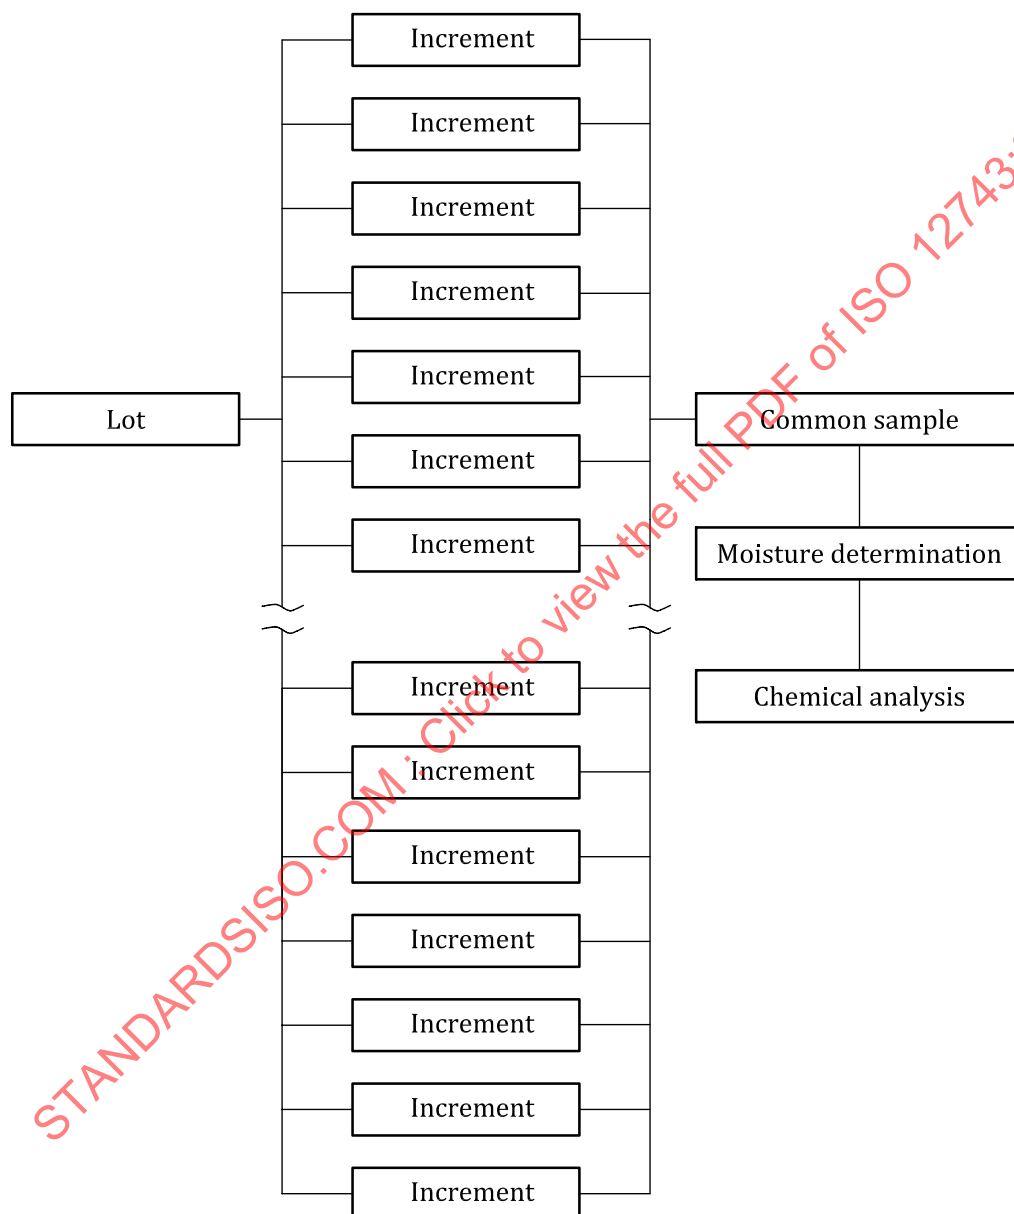 Increment
Increment
Increment
Increment
Increment
Lot
Common sample
Increment
Moisture determination
Increment
Increment
Chemical analysis
Increment
Increment
Increment
Increment
Increment
Increment
STANDARDSISO.COM : Click to view the full PDF of ISO 12743: